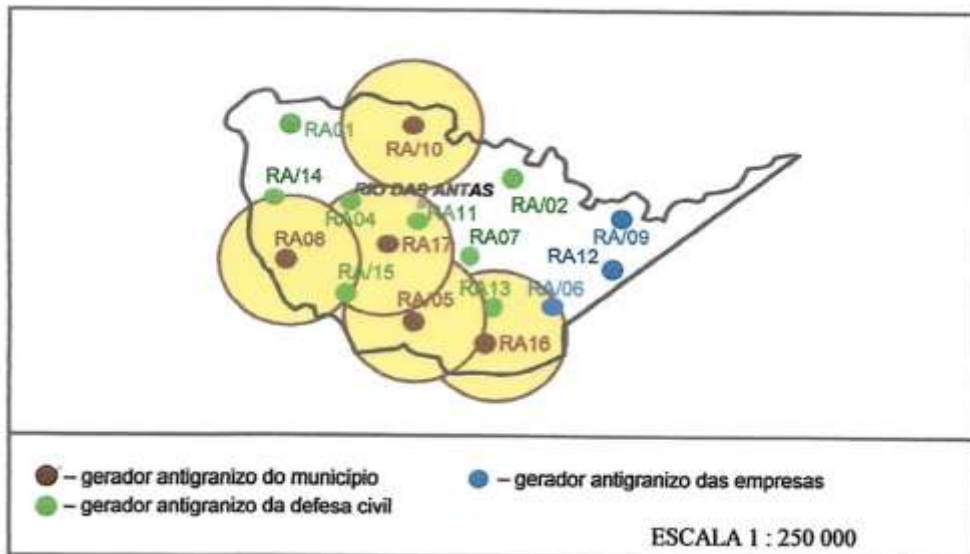 RA01
RA/10
RA/14
RIO DAS ANTAS
RA/02
RA04
RA11
RA/09
RA08
RA17
RA07
RA12
RA/15
RA/05
RA13
RA/06
RA16
– gerador antigranizo do município
– gerador antigranizo das empresas
– gerador antigranizo da defesa civil
ESCALA 1 : 250 000